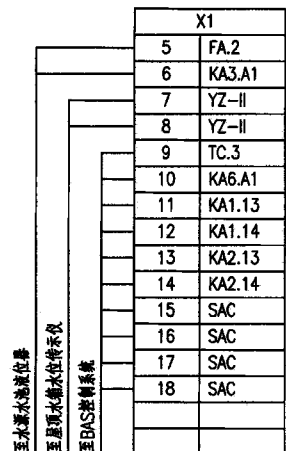 X1
5 FA.2
6 KA3.A1
7 YZ-II
8 YZ-II
9 TC.3
10 KA6.A1
11 KA1.13
12 KA1.14
13 KA2.13
14 KA2.14
15 SAC
16 SAC
17 SAC
18 SAC
至水源水池液位器
至屋顶水箱水位传示仪
至BAS控制系统